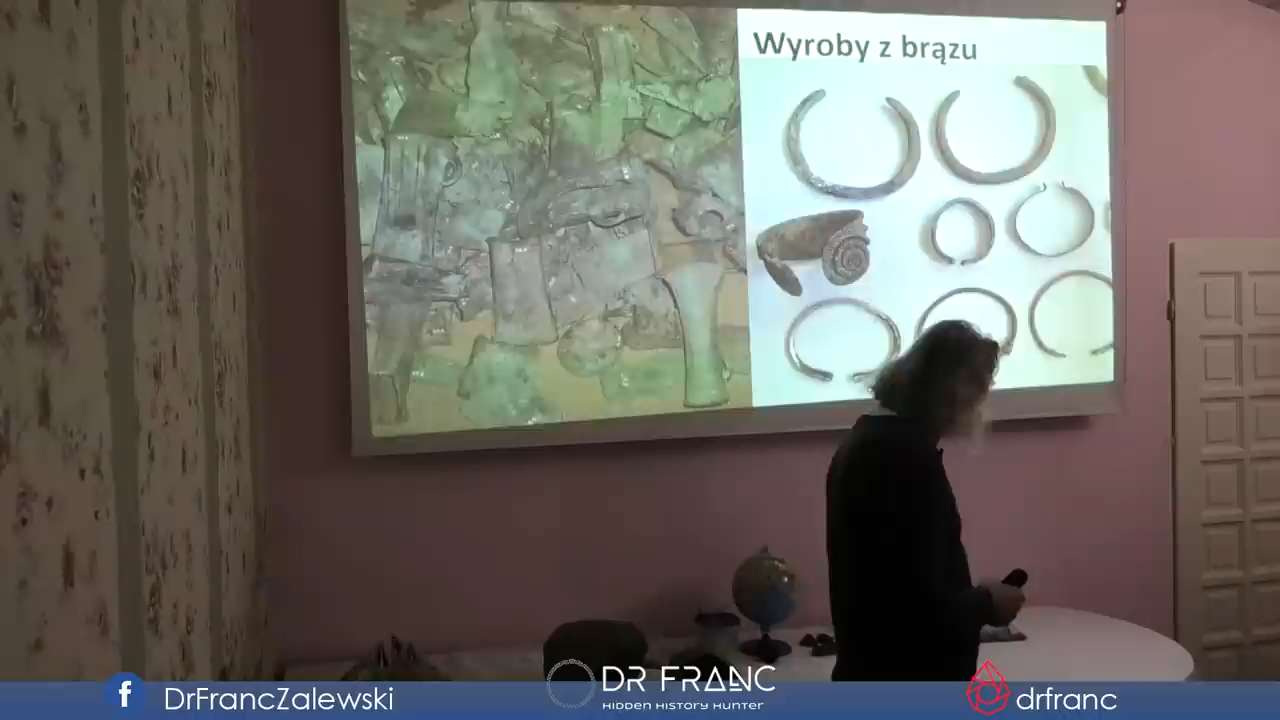 Wyroby z brązu
f DrFrancZalewski
DR FRANC
HIDDEN HISTORY HUNTER
drfranc